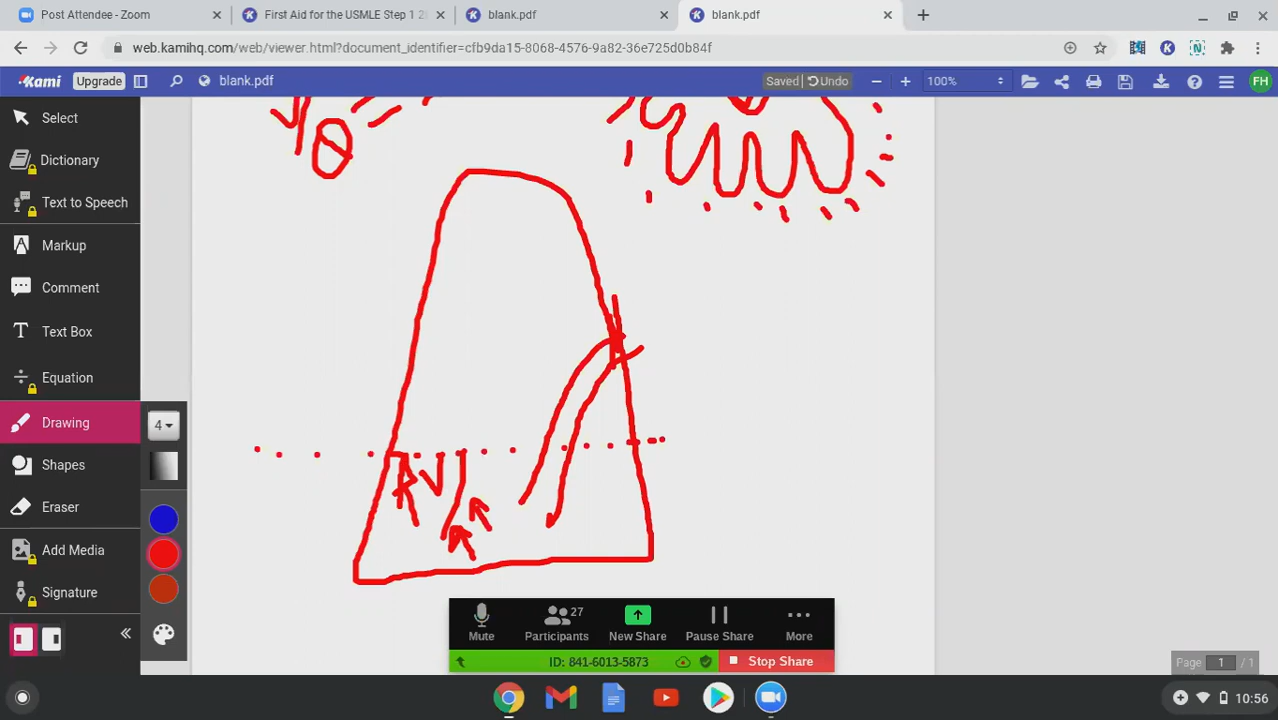 Post Attendee - Zoom
First Aid for the USMLE Step 1 2
blank.pdf
blank.pdf
web.kamihq.com/web/viewer.html?document_identifier=cfb9da15-8068-4576-9a82-36e725d0b84f
Kami
Upgrade
blank.pdf
Saved
Undo
100%
FH
Select
Dictionary
Text to Speech
Markup
Comment
Text Box
Equation
Drawing
4
Shapes
Eraser
Add Media
Signature
RV
Mute
Participants
27
New Share
Pause Share
More
ID: 841-6013-5873
Stop Share
Page 1 / 1
10:56